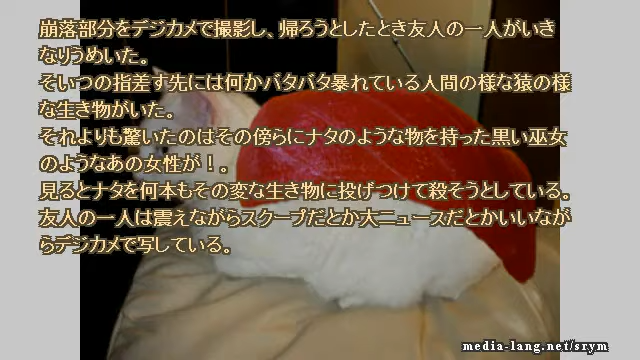 崩落部分をデジカメで撮影し、帰ろうとしたとき友人の一人がいき
なりうめいた。
そいつの指差す先には何かバタバタ暴れている人間の様な猿の様
な生き物がいた。
それよりも驚いたのはその傍らにナタのような物を持った黒い巫女
のようなあの女性が！。
見るとナタを何本もその変な生き物に投げつけて殺そうとしている。
友人の一人は震えながらスクープだとか大ニュースだとかいいなが
らデジカメで写している。
media-lang.net/srym